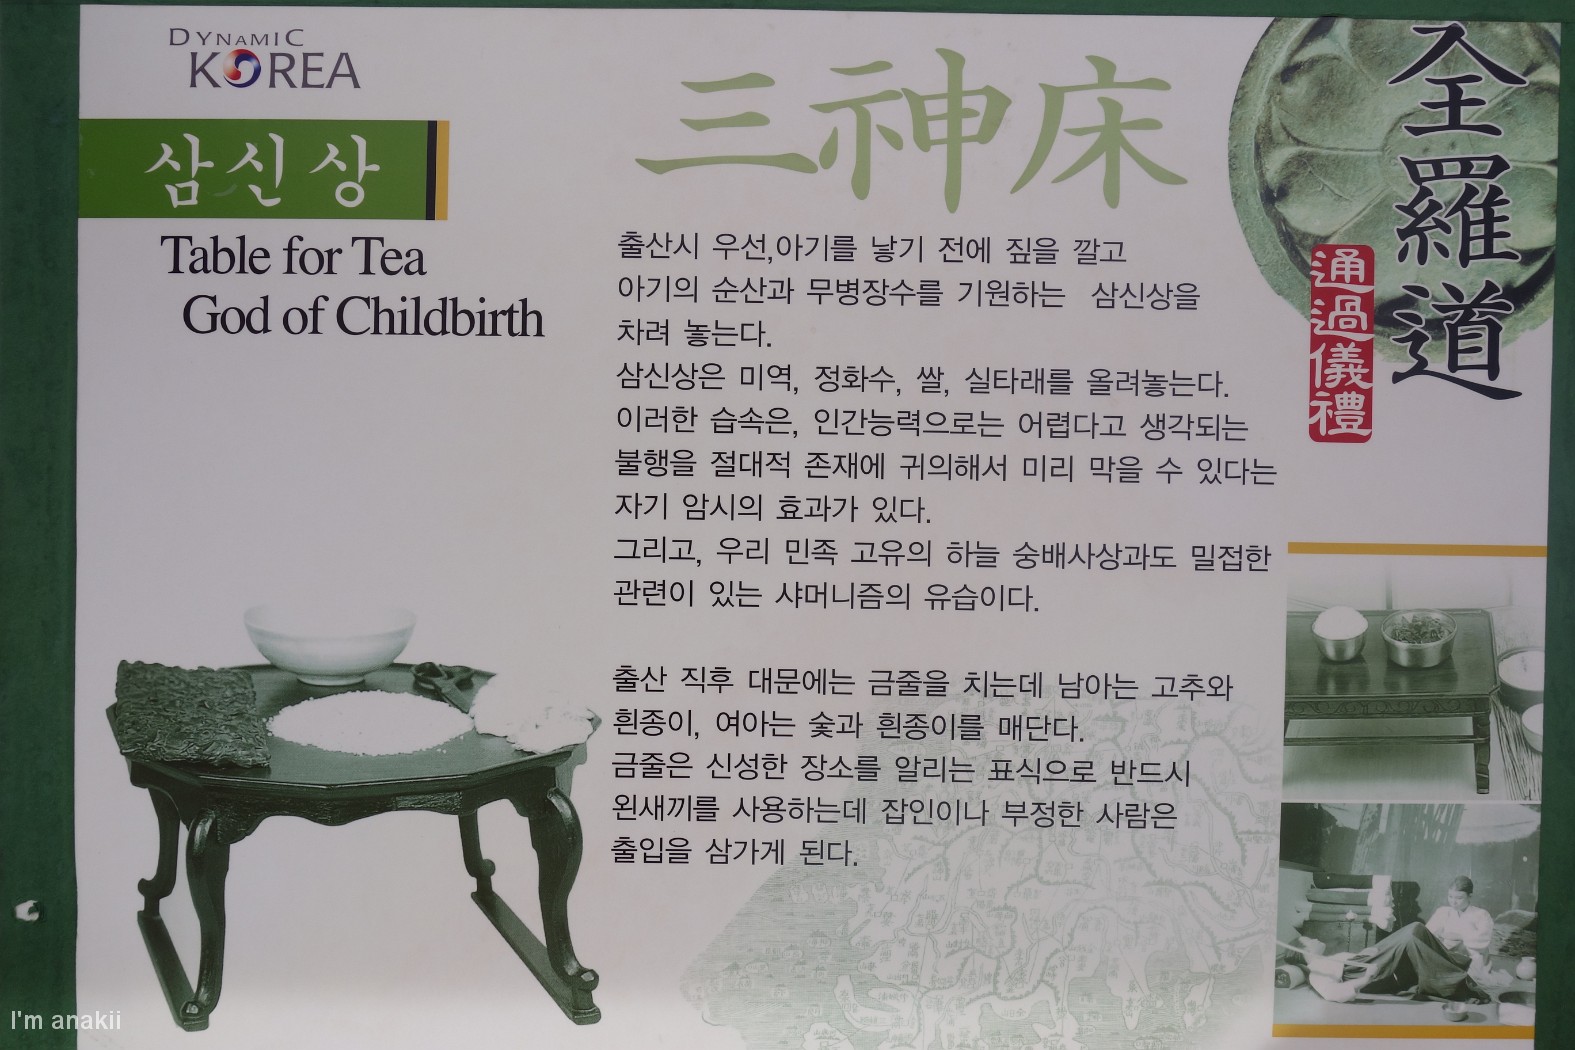 DYNAMIC
KOREA
삼신상
Table for Tea
God of Childbirth
三神床
출산시 우선,아기를 낳기 전에 짚을 깔고
아기의 순산과 무병장수를 기원하는 삼신상을
차려 놓는다.
삼신상은 미역, 정화수, 쌀, 실타래를 올려놓는다.
이러한 습속은, 인간능력으로는 어렵다고 생각되는
불행을 절대적 존재에 귀의해서 미리 막을 수 있다는
자기 암시의 효과가 있다.
그리고, 우리 민족 고유의 하늘 숭배사상과도 밀접한
관련이 있는 샤머니즘의 유습이다.
출산 직후 대문에는 금줄을 치는데 남아는 고추와
흰종이, 여아는 숯과 흰종이를 매단다.
금줄은 신성한 장소를 알리는 표식으로 반드시
왼새끼를 사용하는데 잡인이나 부정한 사람은
출입을 삼가게 된다.
全羅道
通過儀禮
I'm anakii